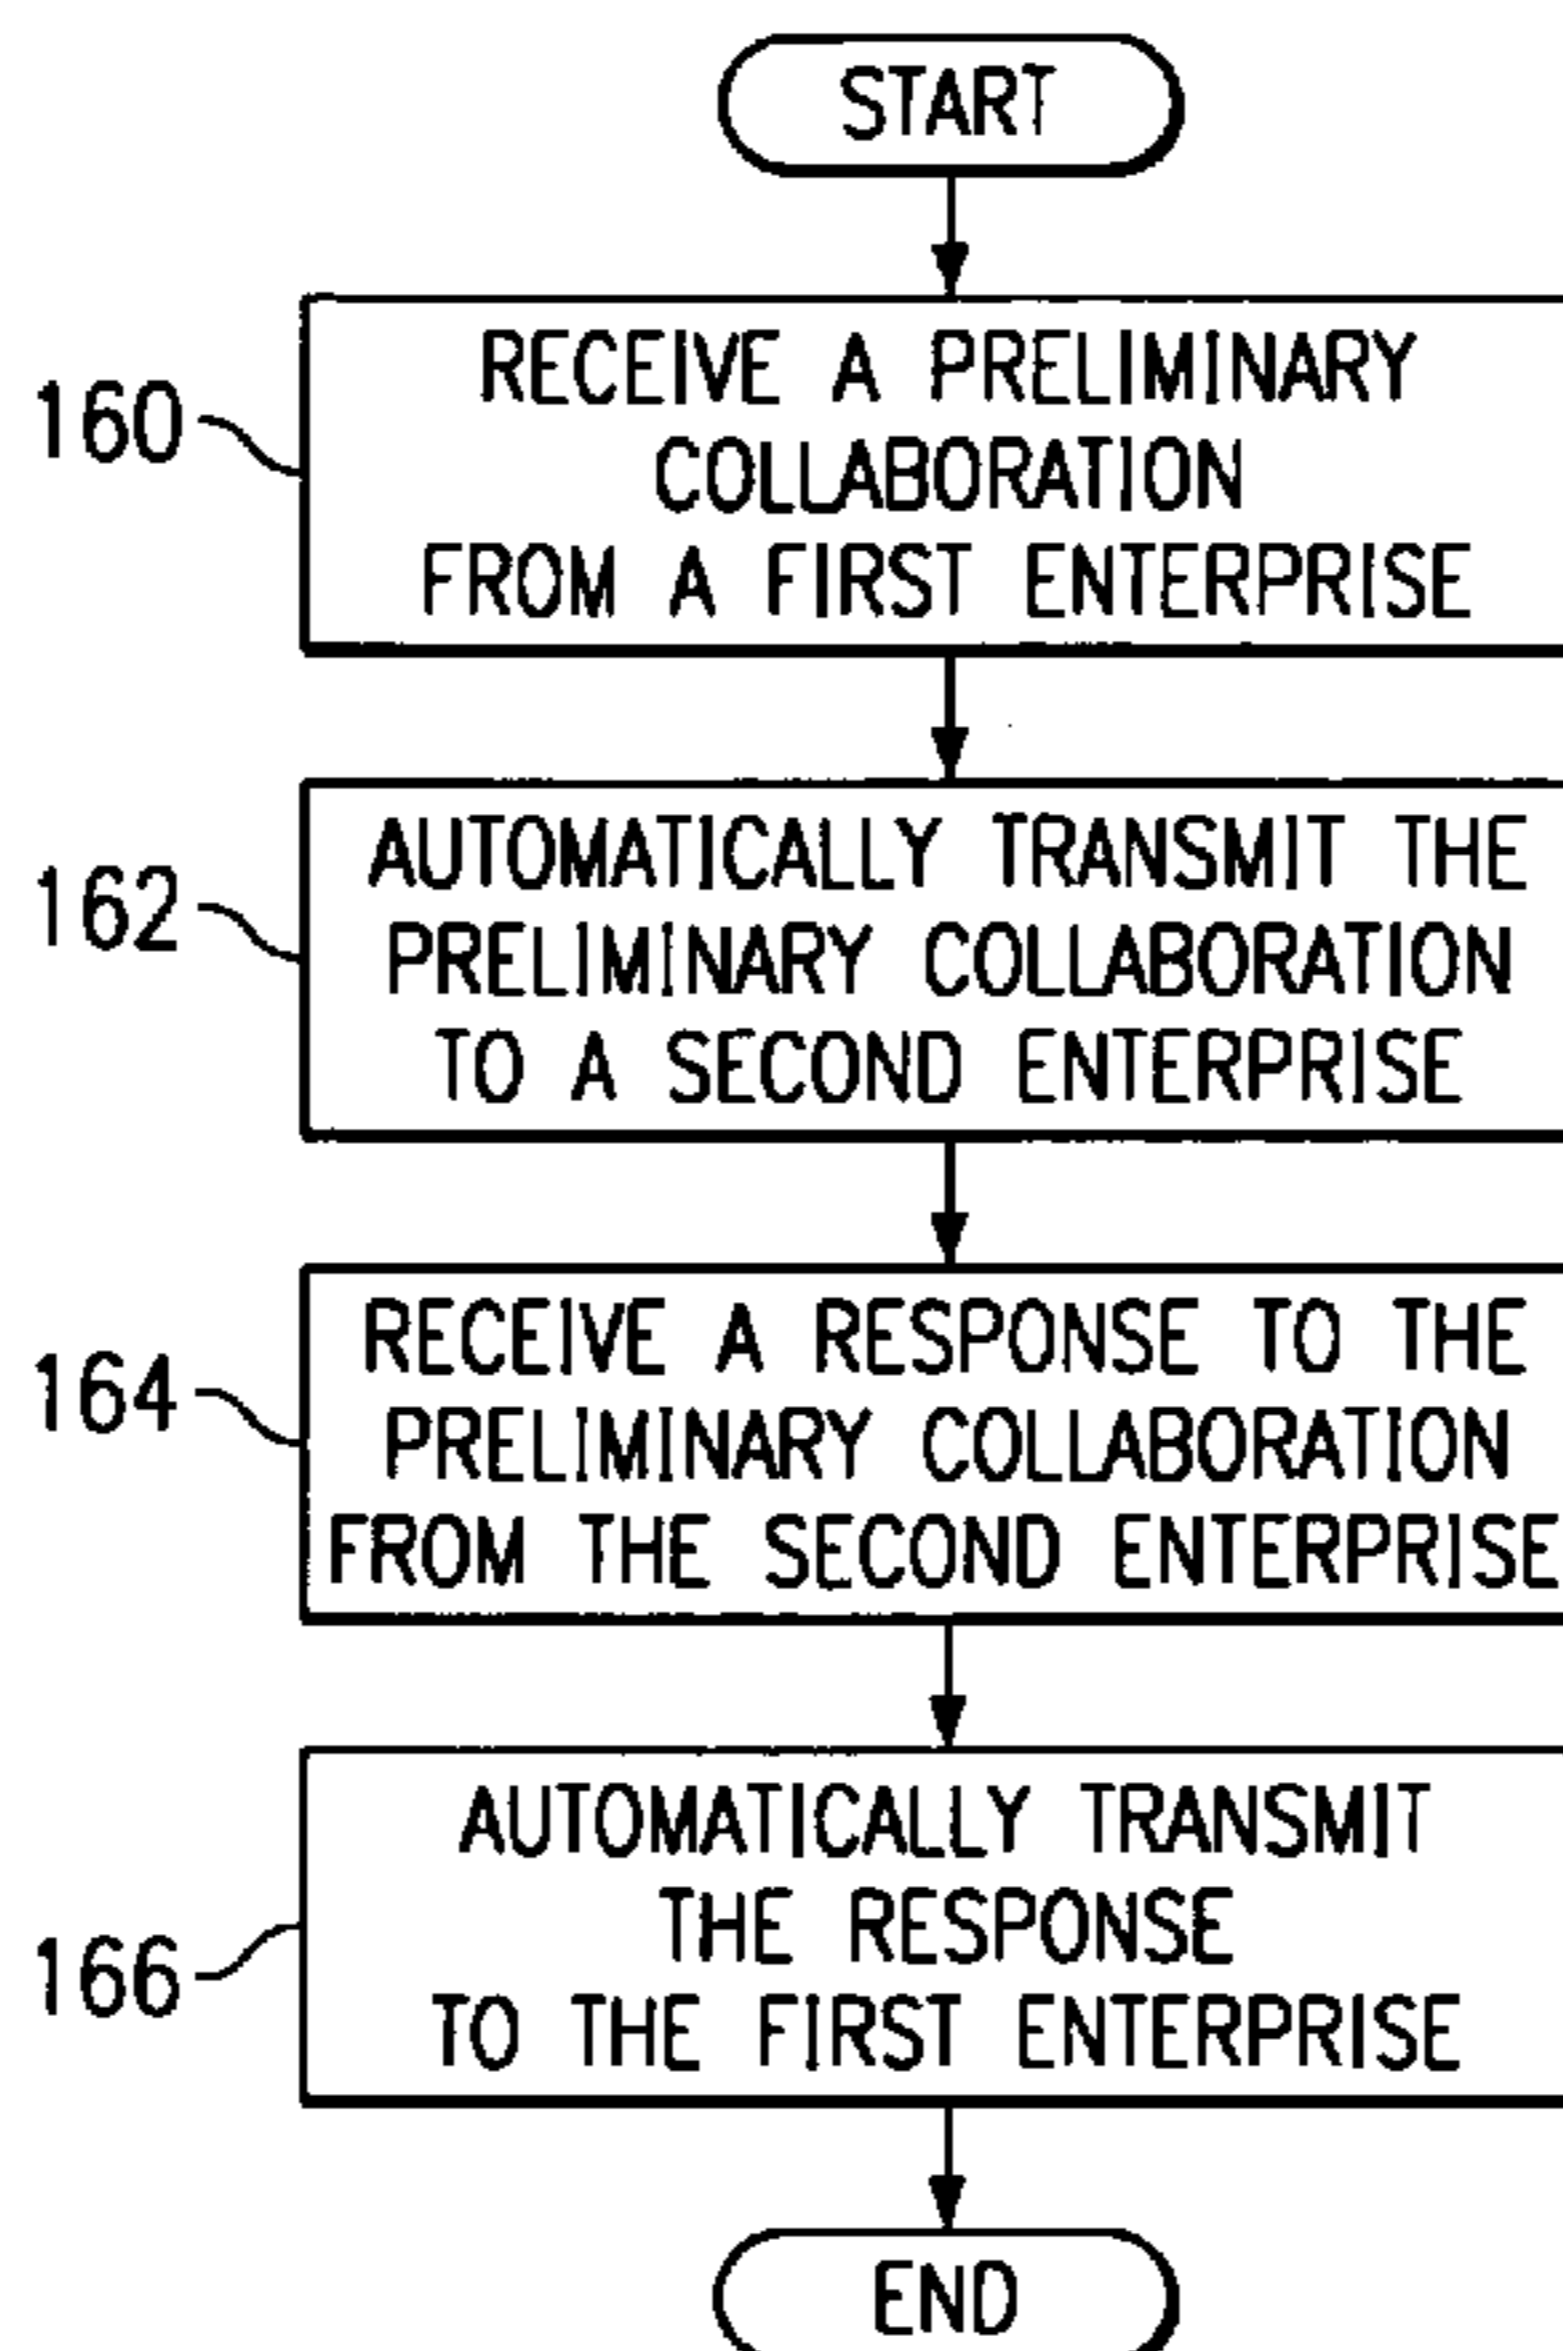 START
160
RECEIVE A PRELIMINARY
COLLABORATION
FROM A FIRST ENTERPRISE
162
AUTOMATICALLY TRANSMIT THE
PRELIMINARY COLLABORATION
TO A SECOND ENTERPRISE
164
RECEIVE A RESPONSE TO THE
PRELIMINARY COLLABORATION
FROM THE SECOND ENTERPRISE
166
AUTOMATICALLY TRANSMIT
THE RESPONSE
TO THE FIRST ENTERPRISE
END